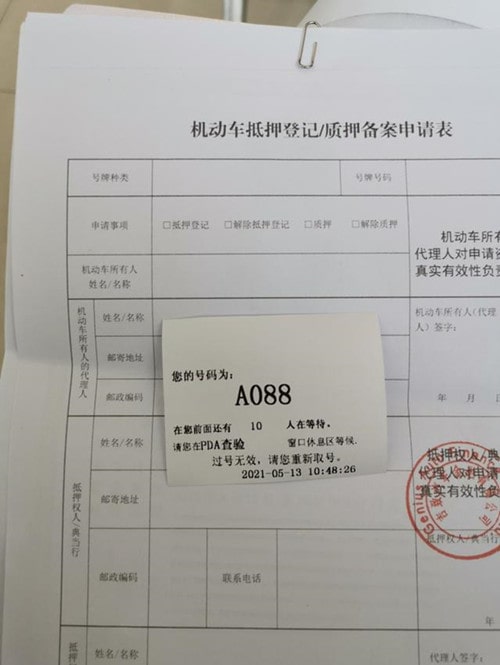 机动车抵押登记/质押备案申请表
号牌种类
号牌号码
申请事项
□抵押登记 □解除抵押登记 □质押 □解除质押
机动车所有
代理人对申请资
真实有效性负责
机动车所有人
姓名/名称
机动车所有人的代理人
姓名/名称
机动车所有人(代理
人)签字:
邮寄地址
邮政编码
年 月
您的号码为:
A088
在您前面还有 10 人在等待。
请您在PDA查验 窗口休息区等候.
过号无效,请您重新取号。
2021-05-13 10:48:26
抵押权人/典当行
姓名/名称
抵押权人/典
代理人对申请
真实有效性负
Genius
邮寄地址
抵押权人/典当行
邮政编码
联系电话
年
抵押
姓名/名称
代理人签字: